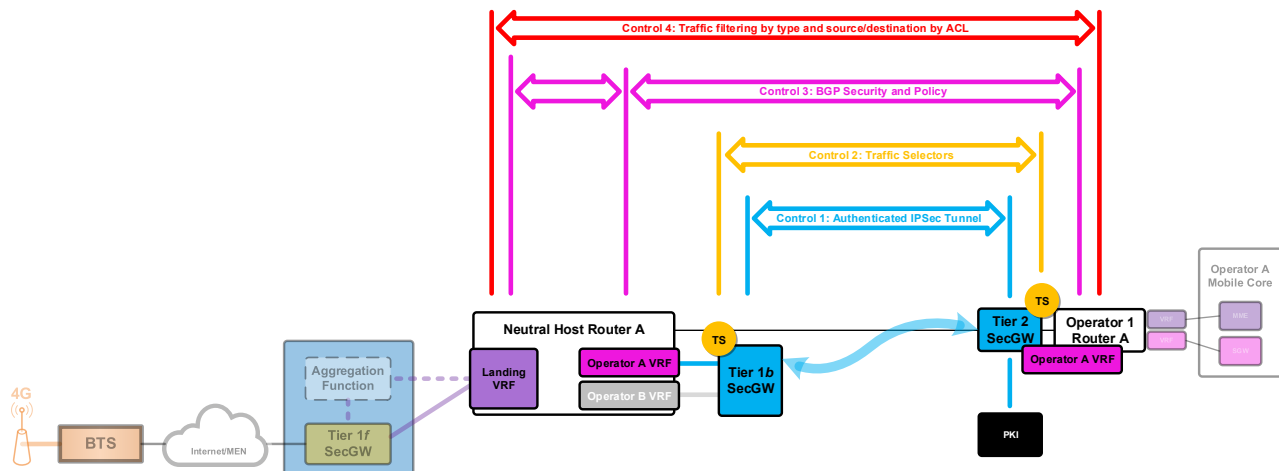 Control 4: Traffic filtering by type and source/destination by ACL
Control 3: BGP Security and Policy
Control 2: Traffic Selectors
Control 1: Authenticated IPSec Tunnel
Operator A
Mobile Core
TS
TS
Neutral Host Router A
Tier 2
SecGW
Operator 1
Router A
VRF
MME
VRF
SGW
Operator A VRF
Aggregation
Function
Landing
VRF
Operator A VRF
Operator B VRF
Tier 1b
SecGW
4G
BTS
Internet/MEN
Tier 1f
SecGW
PKI